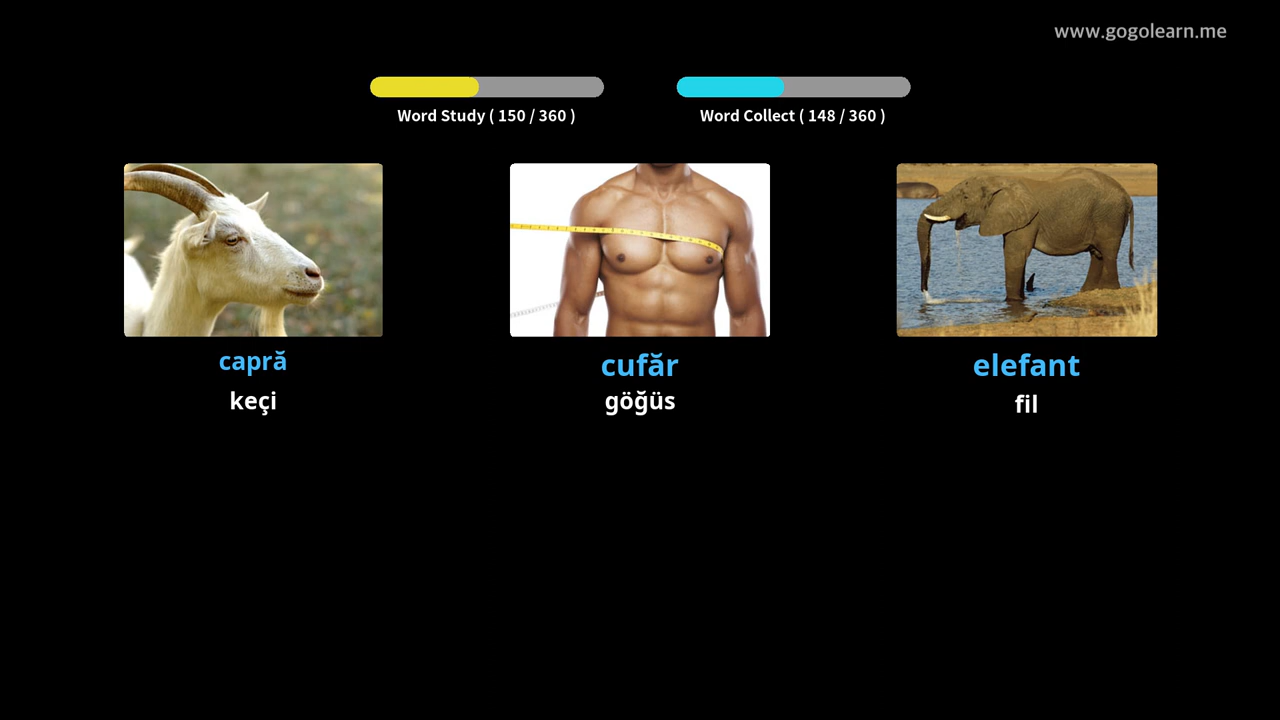 www.gogolearn.me
Word Study ( 150 / 360 )
Word Collect ( 148 / 360 )
capră
keçi
cufăr
göğüs
elefant
fil